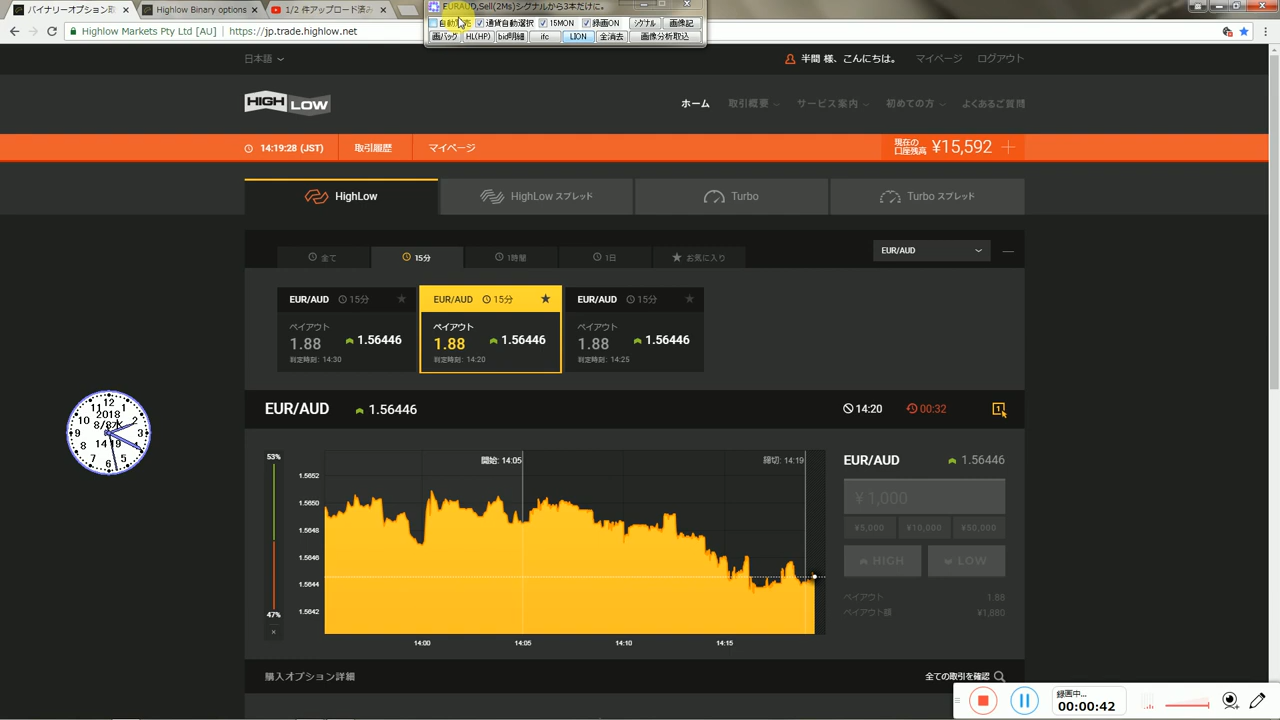 バイナリーオプション取
Highlow Binary options
1/2 件アップロード済み
EURAUD,Sell(2Ms)シグナルから3本だけに。
通貨自動選択
15MON
録画ON
シグナル
画像記
画パック
HL(HP)
bid明細
ifc
LION
全消去
画像分析取込
Highlow Markets Pty Ltd [AU]
https://jp.trade.highlow.net
日本語
半間 様、こんにちは。
マイページ
ログアウト
HIGH LOW
ホーム
取引概要
サービス案内
初めての方
よくあるご質問
14:19:28 (JST)
取引履歴
マイページ
現在の
口座残高
¥15,592
HighLow
HighLow スプレッド
Turbo
Turbo スプレッド
全て
15分
1時間
1日
お気に入り
EUR/AUD
EUR/AUD 15分
ペイアウト
1.88 1.56446
判定時刻: 14:30
EUR/AUD 15分
ペイアウト
1.88 1.56446
判定時刻: 14:20
EUR/AUD 15分
ペイアウト
1.88 1.56446
判定時刻: 14:25
EUR/AUD 1.56446
14:20
00:32
1
12
11 1
2018
10 2
8/8水
9 3
14 19
8 4
7 5
6
53%
47%
×
開始: 14:05
締切: 14:19
1.5652
1.5650
1.5648
1.5646
1.5644
1.5642
14:00
14:05
14:10
14:15
EUR/AUD 1.56446
¥ 1,000
¥5,000
¥10,000
¥50,000
HIGH
LOW
ペイアウト 1.88
ペイアウト額 ¥1,880
購入オプション詳細
全ての取引を確認
録画中...
00:00:42